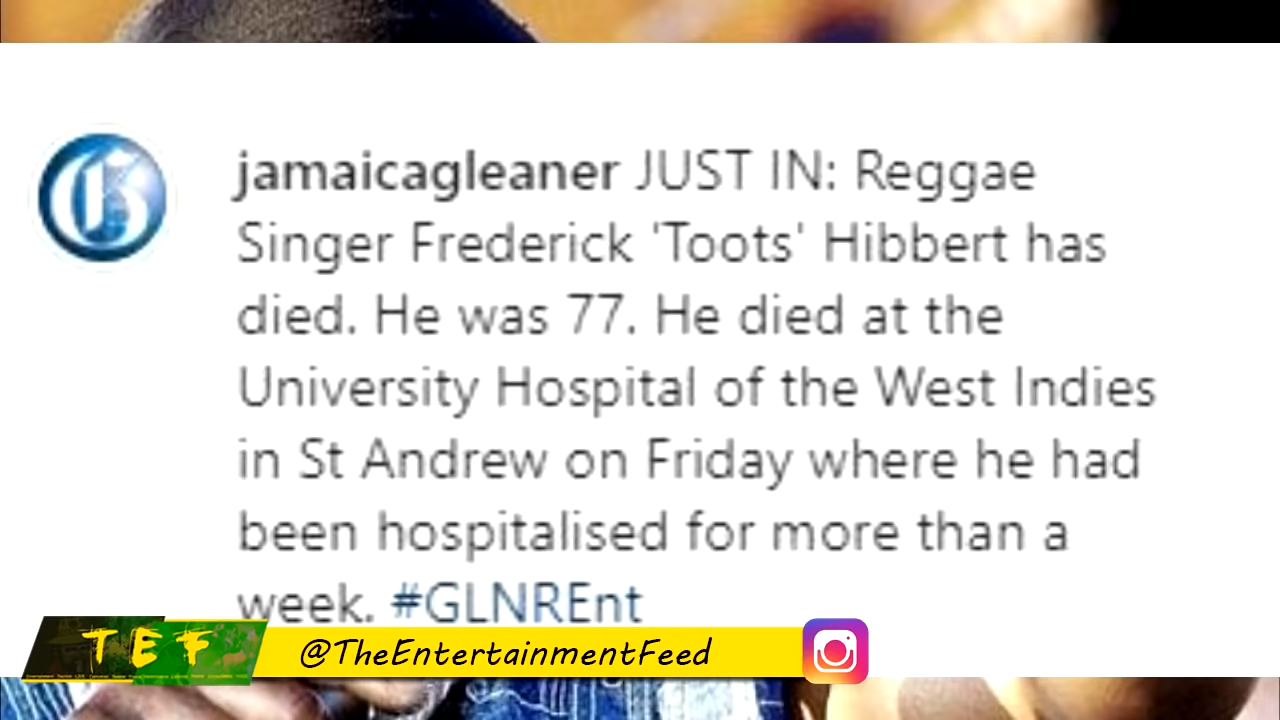 jamaicagleaner JUST IN: Reggae
Singer Frederick 'Toots' Hibbert has
died. He was 77. He died at the
University Hospital of the West Indies
in St Andrew on Friday where he had
been hospitalised for more than a
week. #GLNREnt
TEF
@TheEntertainmentFeed